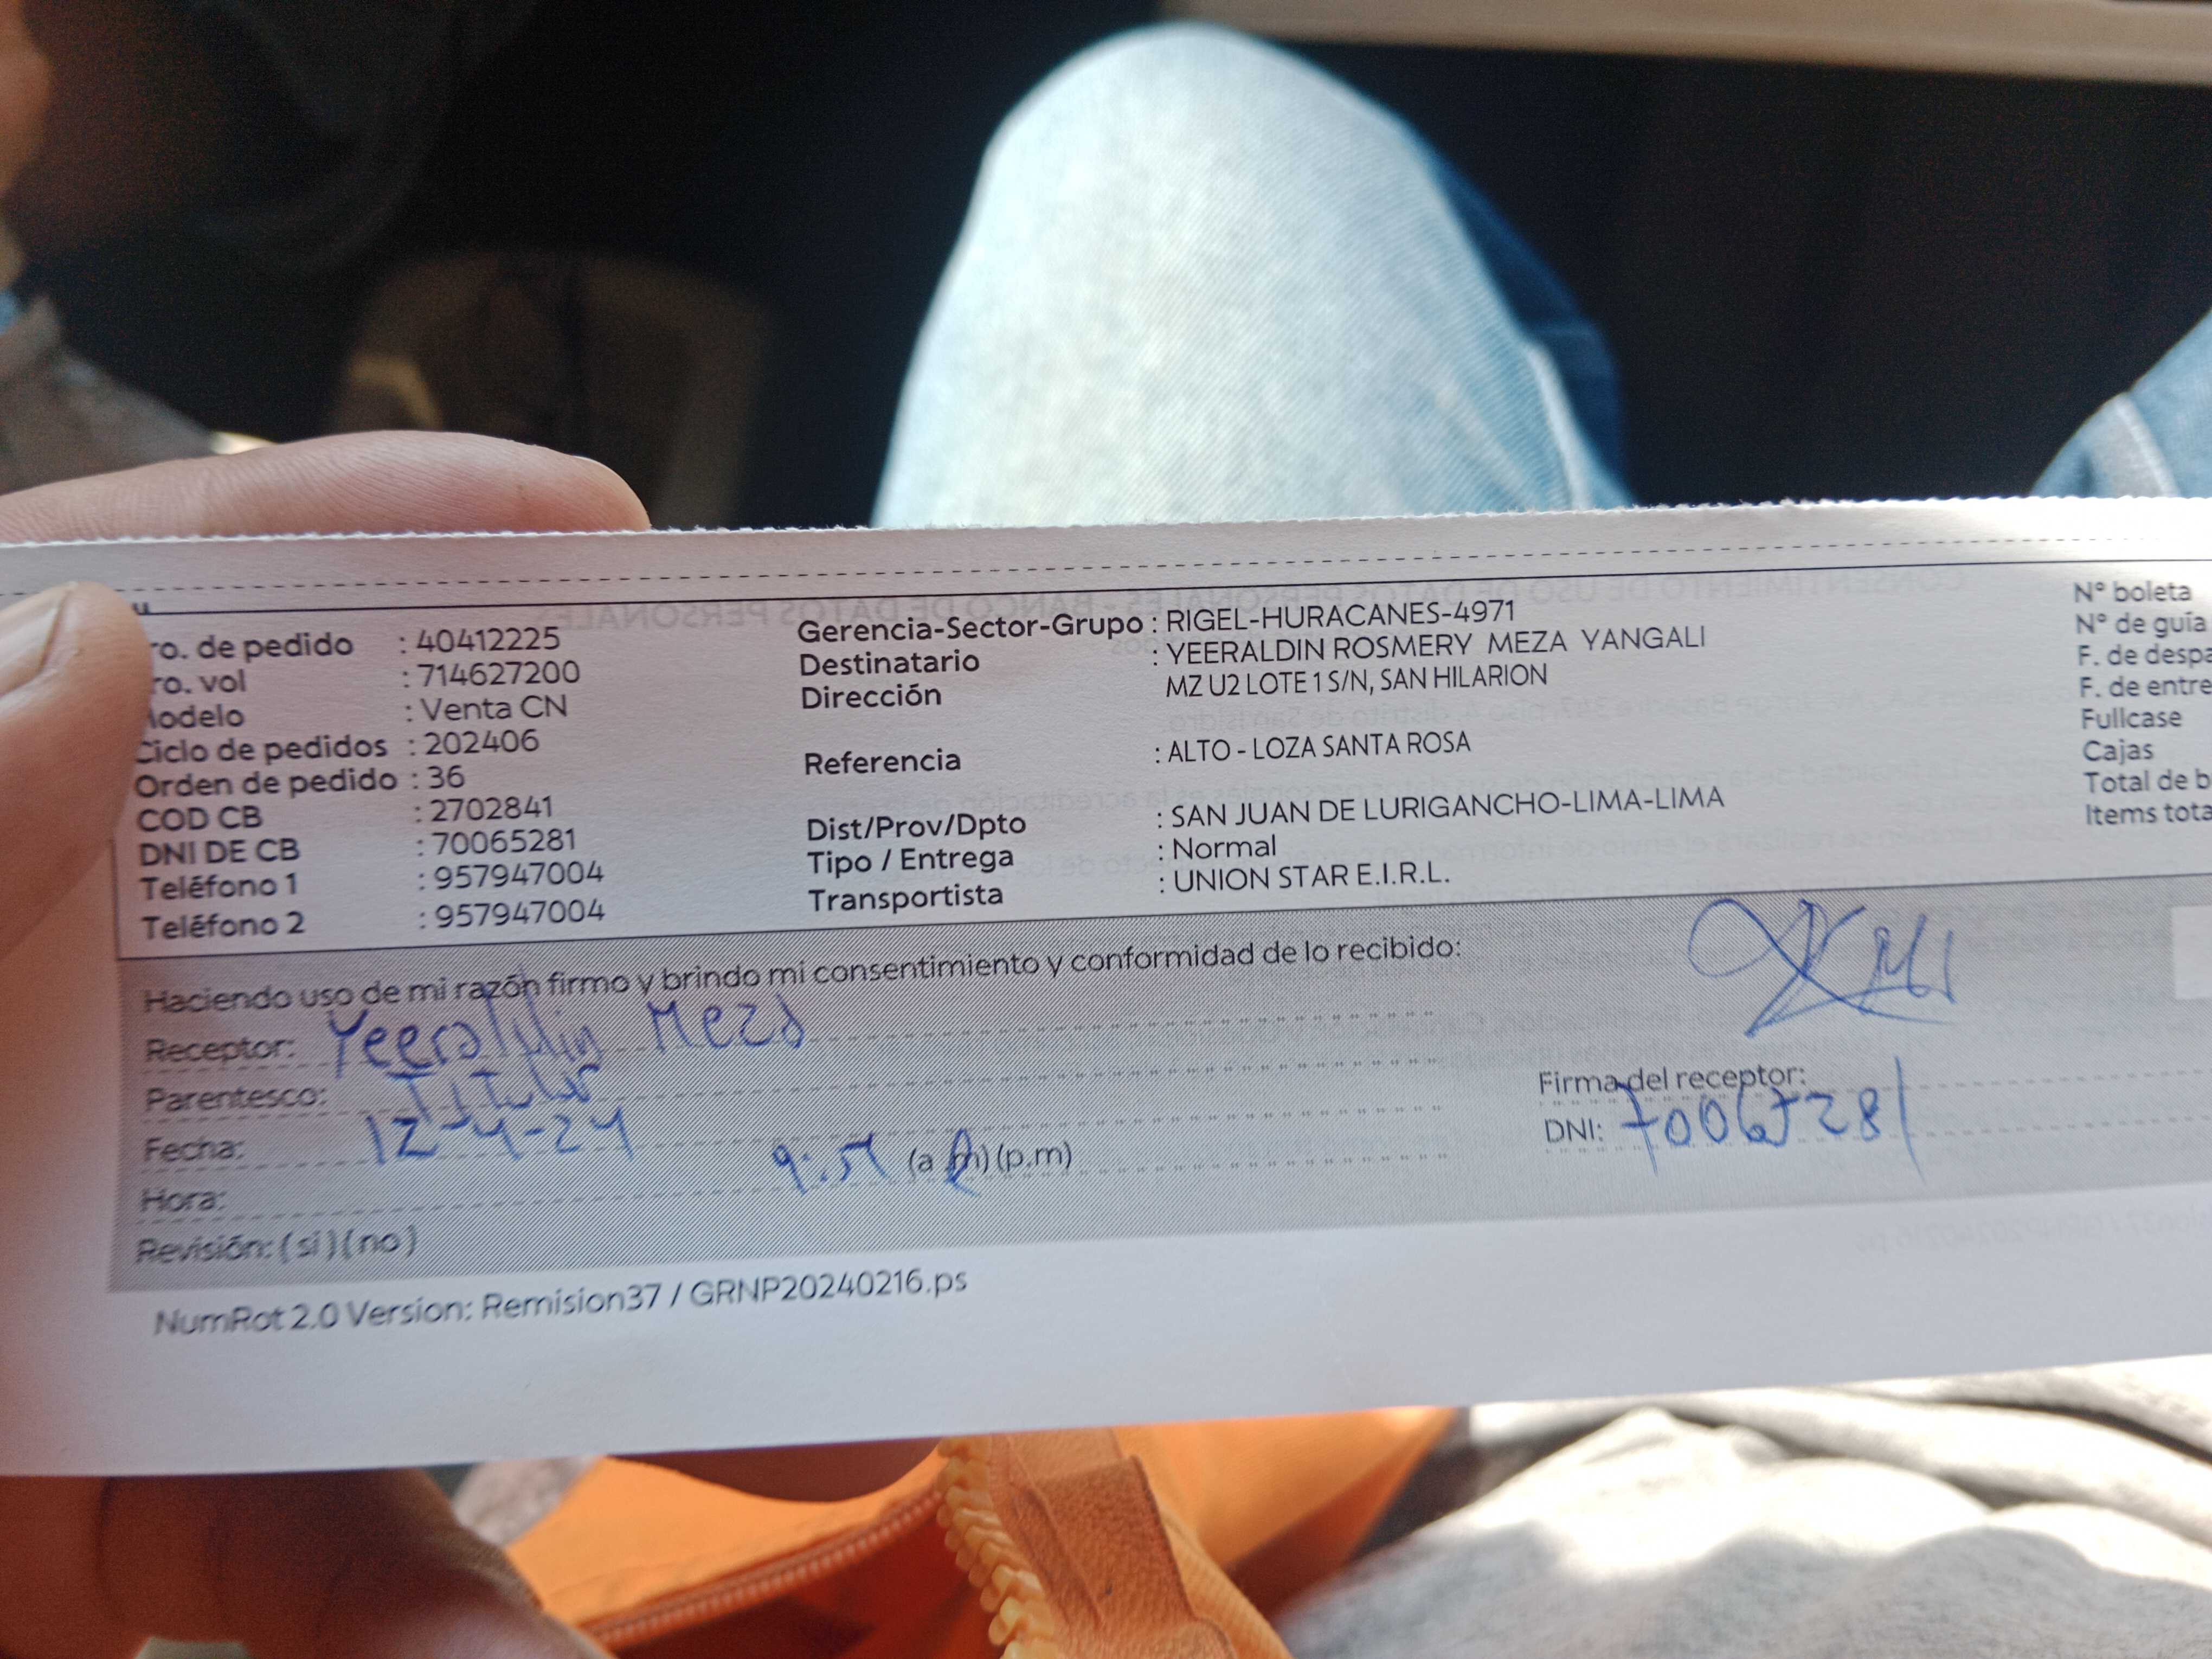 ro. de pedido : 40412225
ro. vol : 714627200
Modelo : Venta CN
Ciclo de pedidos : 202406
Orden de pedido : 36
COD CB : 2702841
DNI DE CB : 70065281
Teléfono 1 : 957947004
Teléfono 2 : 957947004
Gerencia-Sector-Grupo : RIGEL-HURACANES-4971
Destinatario : YEERALDIN ROSMERY MEZA YANGALI
Dirección MZ U2 LOTE 1 S/N, SAN HILARION
Referencia : ALTO - LOZA SANTA ROSA
Dist/Prov/Dpto : SAN JUAN DE LURIGANCHO-LIMA-LIMA
Tipo / Entrega : Normal
Transportista : UNION STAR E.I.R.L.
N° boleta
N° de guía
F. de despa
F. de entre
Fullcase
Cajas
Total de b
Items tota
Haciendo uso de mi razón firmo y brindo mi consentimiento y conformidad de lo recibido:
Receptor: Yeeraldin Meza
Parentesco: Titular
Fecha: 12-4-24
Hora: 9:51 (a m) (p.m)
Revisión: (si) (no)
Firma del receptor:
DNI: 70065281
NumRot 2.0 Version: Remision37 / GRNP20240216.ps